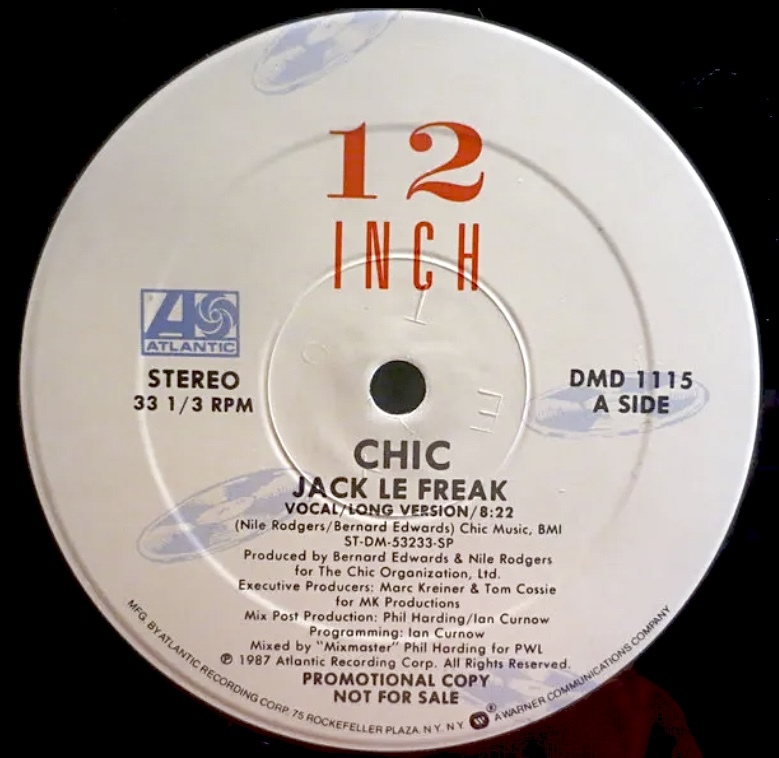 12
INCH
ATLANTIC
STEREO
33 1/3 RPM
DMD 1115
A SIDE
CHIC
JACK LE FREAK
VOCAL/LONG VERSION/8:22
(Nile Rodgers/Bernard Edwards) Chic Music, BMI
ST-DM-53233-SP
Produced by Bernard Edwards & Nile Rodgers
for The Chic Organization, Ltd.
Executive Producers: Marc Kreiner & Tom Cossie
for MK Productions
Mix Post Production: Phil Harding/Ian Curnow
Programming: Ian Curnow
Mixed by "Mixmaster" Phil Harding for PWL
℗ 1987 Atlantic Recording Corp. All Rights Reserved.
PROMOTIONAL COPY
NOT FOR SALE
MFG. BY ATLANTIC RECORDING CORP. 75 ROCKEFELLER PLAZA. N.Y. N.Y. ® A WARNER COMMUNICATIONS COMPANY